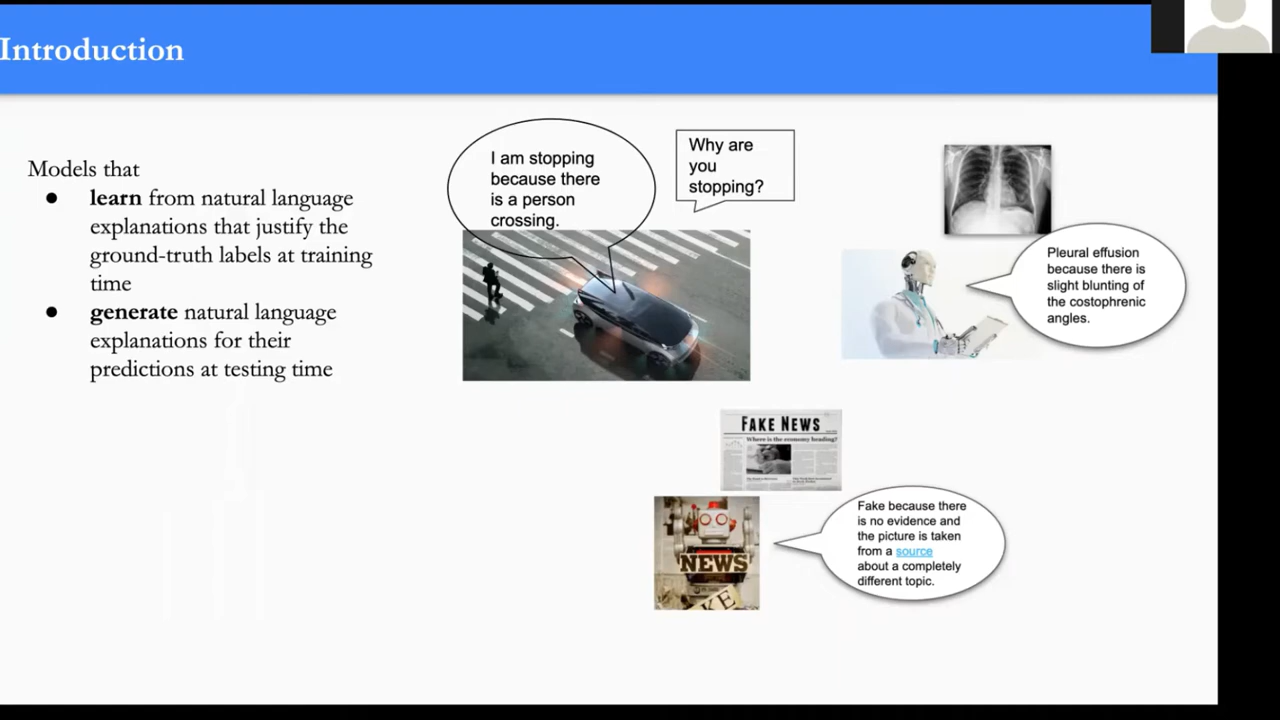 Introduction
Models that
● learn from natural language
explanations that justify the
ground-truth labels at training
time
● generate natural language
explanations for their
predictions at testing time
I am stopping
because there
is a person
crossing.
Why are
you
stopping?
Pleural effusion
because there is
slight blunting of
the costophrenic
angles.
FAKE NEWS
Where is the economy heading?
NEWS
KE
Fake because there
is no evidence and
the picture is taken
from a source
about a completely
different topic.